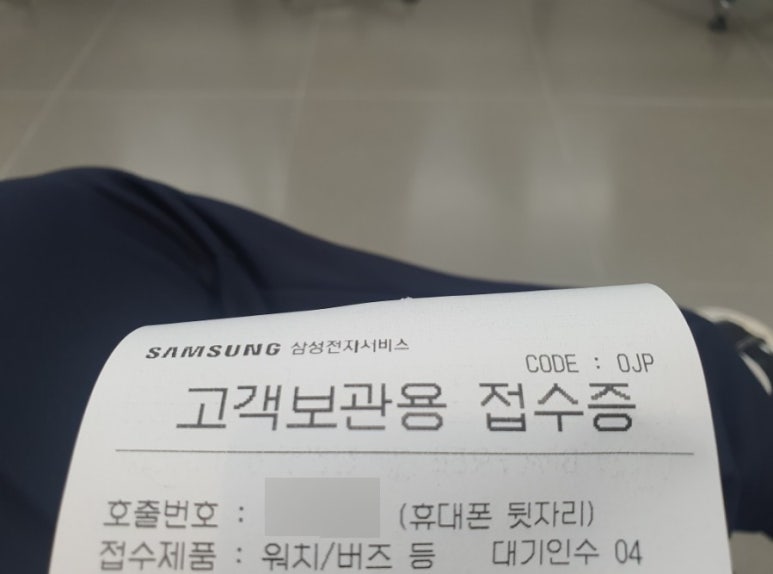 SAMSUNG 삼성전자서비스
CODE : 0JP
고객보관용 접수증
호출번호 : (휴대폰 뒷자리)
접수제품 : 워치/버즈 등 대기인수 04